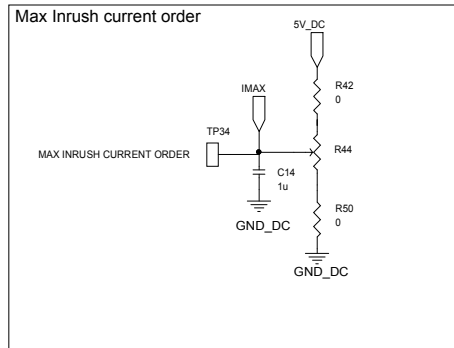 Max Inrush current order
5V_DC
R42
0
IMAX
TP34
R44
MAX INRUSH CURRENT ORDER
C14
1u
R50
0
GND_DC
GND_DC